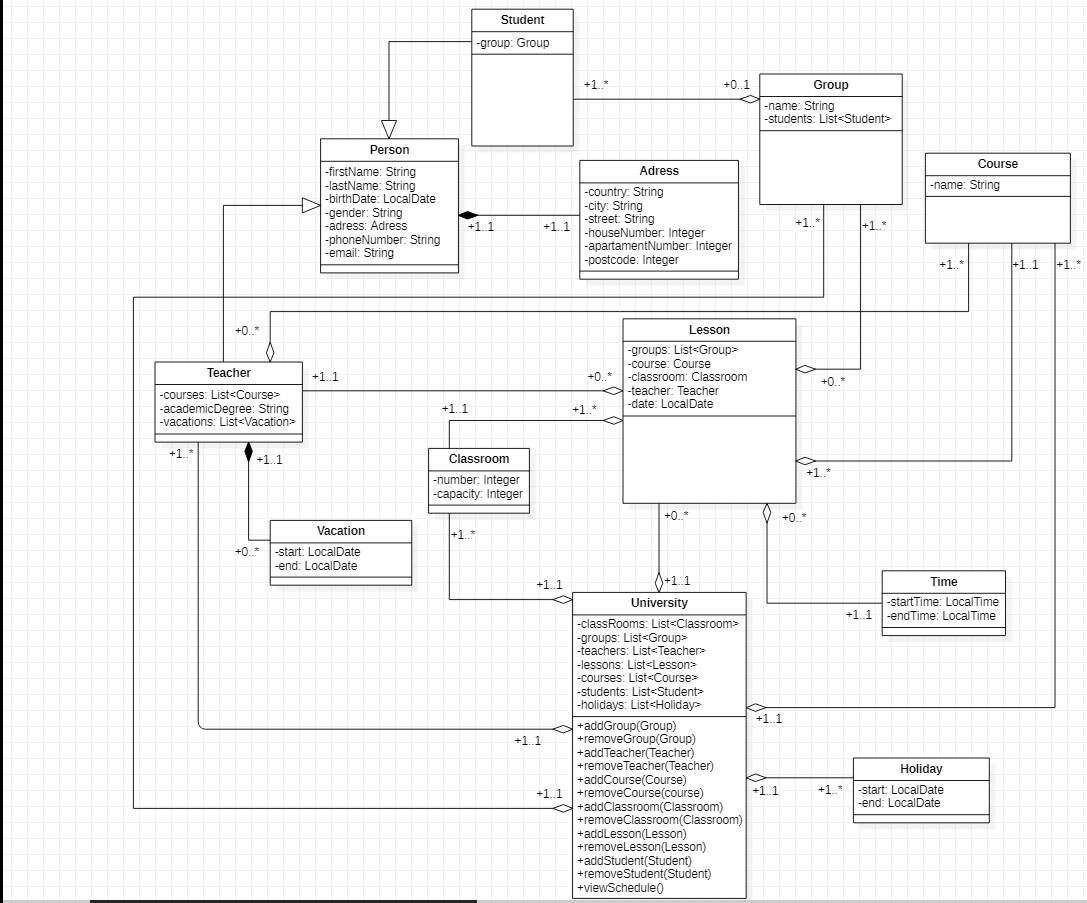 Student
-group: Group
+1..*
+0..1
Group
-name: String
-students: List<Student>
Person
-firstName: String
-lastName: String
-birthDate: LocalDate
-gender: String
-adress: Adress
-phoneNumber: String
-email: String
+1..1
+1..1
Adress
-country: String
-city: String
-street: String
-houseNumber: Integer
-apartamentNumber: Integer
-postcode: Integer
Course
-name: String
+1..*
+1..*
+1..*
+1..1
+1..*
+0..*
Teacher
-courses: List<Course>
-academicDegree: String
-vacations: List<Vacation>
+1..1
+0..*
Lesson
-groups: List<Group>
-course: Course
-classroom: Classroom
-teacher: Teacher
-date: LocalDate
+0..*
+1..1
+1..*
+1..*
+1..*
+1..1
Classroom
-number: Integer
-capacity: Integer
+1..*
+0..*
Vacation
-start: LocalDate
-end: LocalDate
+0..*
+0..*
+1..1
+1..1
+1..1
Time
-startTime: LocalTime
-endTime: LocalTime
University
-classRooms: List<Classroom>
-groups: List<Group>
-teachers: List<Teacher>
-lessons: List<Lesson>
-courses: List<Course>
-students: List<Student>
-holidays: List<Holiday>
+addGroup(Group)
+removeGroup(Group)
+addTeacher(Teacher)
+removeTeacher(Teacher)
+addCourse(Course)
+removeCourse(course)
+addClassroom(Classroom)
+removeClassroom(Classroom)
+addLesson(Lesson)
+removeLesson(Lesson)
+addStudent(Student)
+removeStudent(Student)
+viewSchedule()
+1..1
+1..1
+1..1
+1..1
+1..*
Holiday
-start: LocalDate
-end: LocalDate